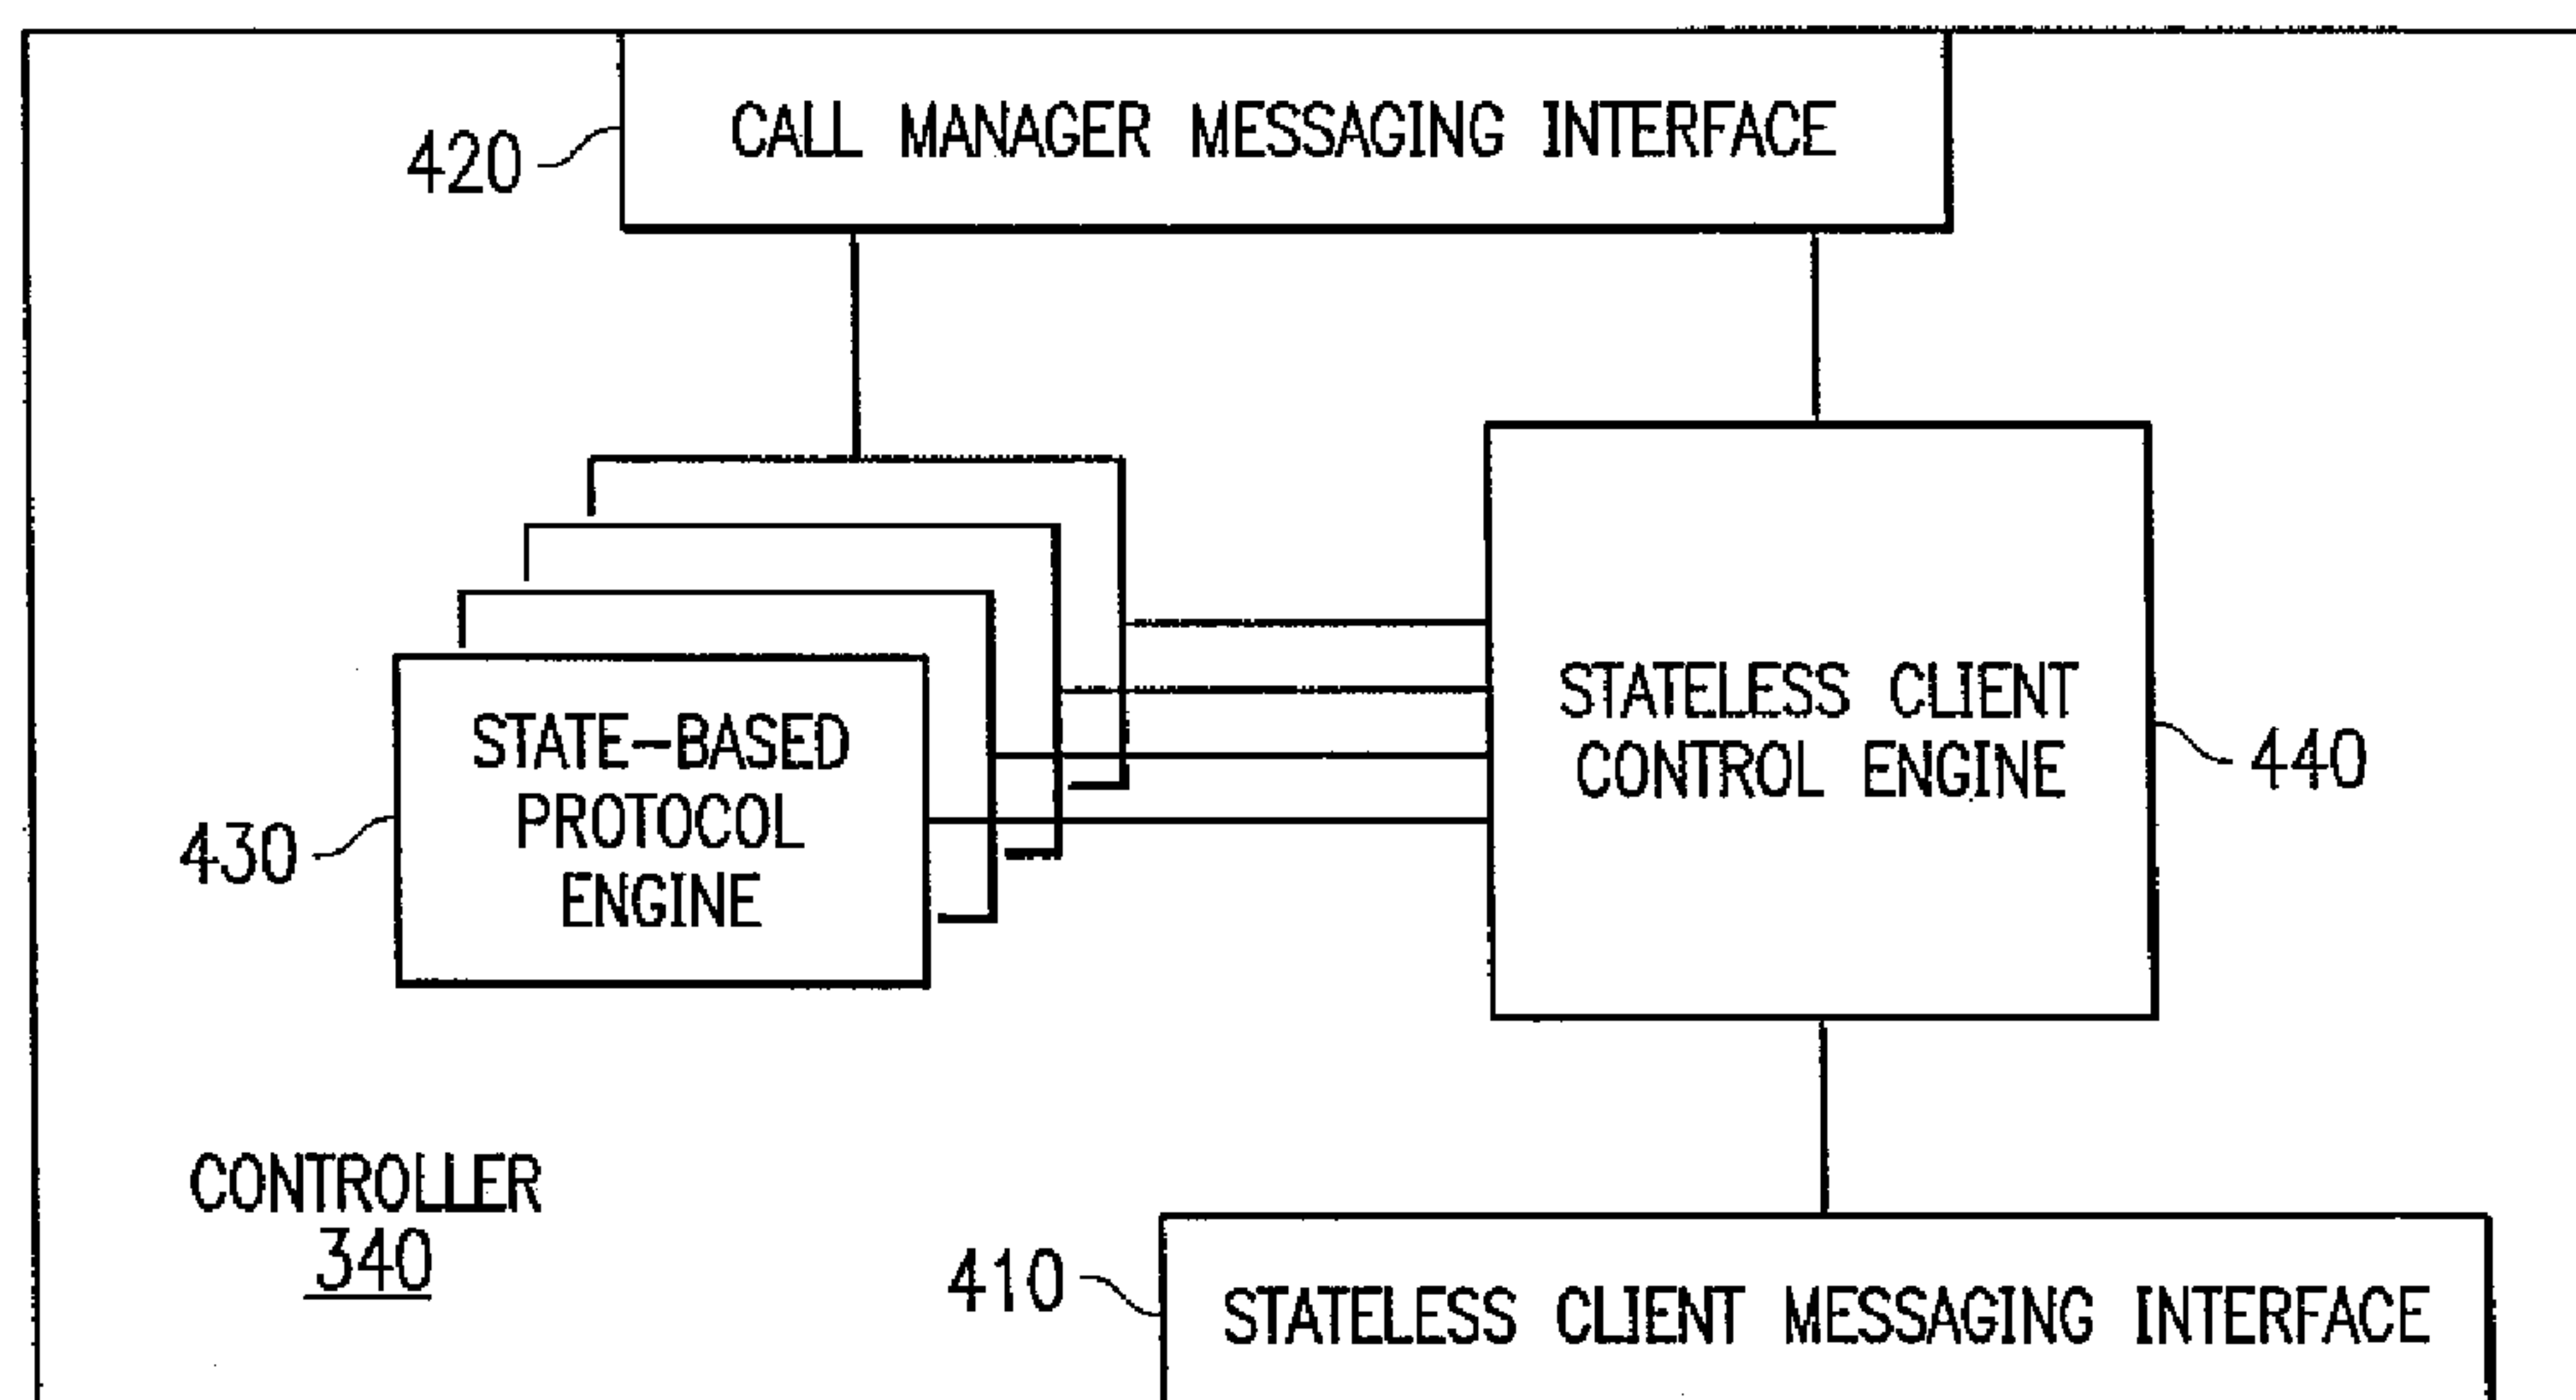 CALL MANAGER MESSAGING INTERFACE
420
STATELESS CLIENT
CONTROL ENGINE
440
STATE-BASED
PROTOCOL
ENGINE
430
CONTROLLER
340
410
STATELESS CLIENT MESSAGING INTERFACE